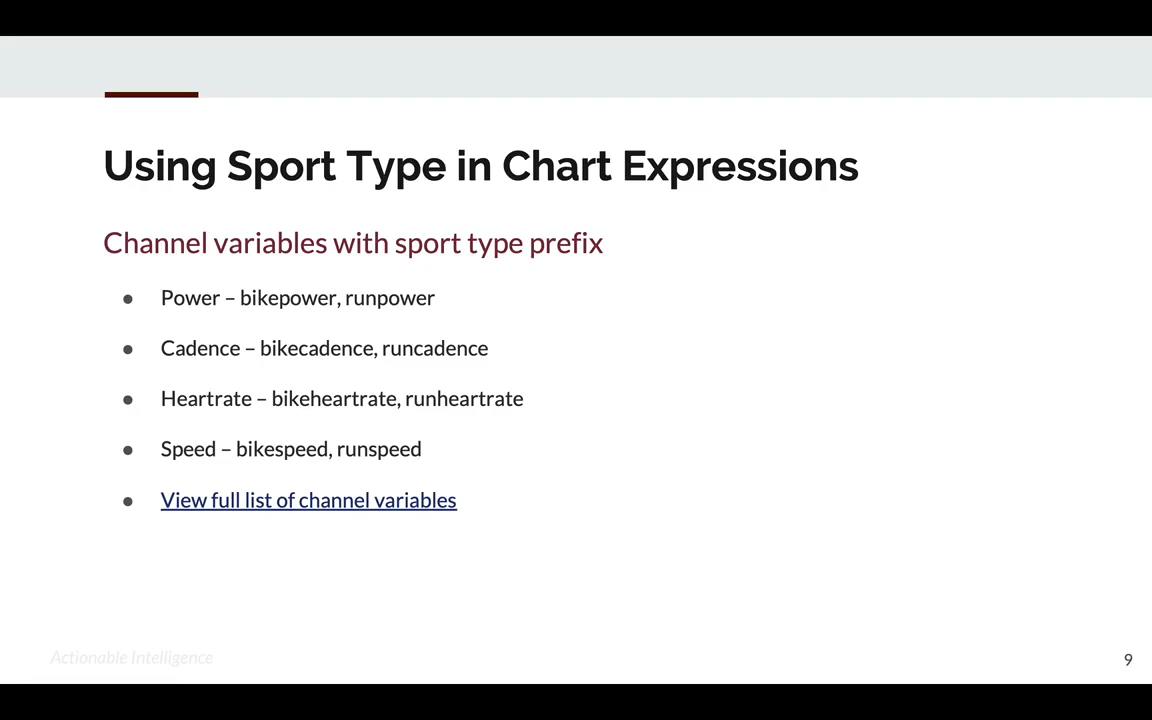 Using Sport Type in Chart Expressions
Channel variables with sport type prefix
● Power – bikepower, runpower
● Cadence – bikecadence, runcadence
● Heartrate – bikeheartrate, runheartrate
● Speed – bikespeed, runspeed
● View full list of channel variables
Actionable Intelligence
9